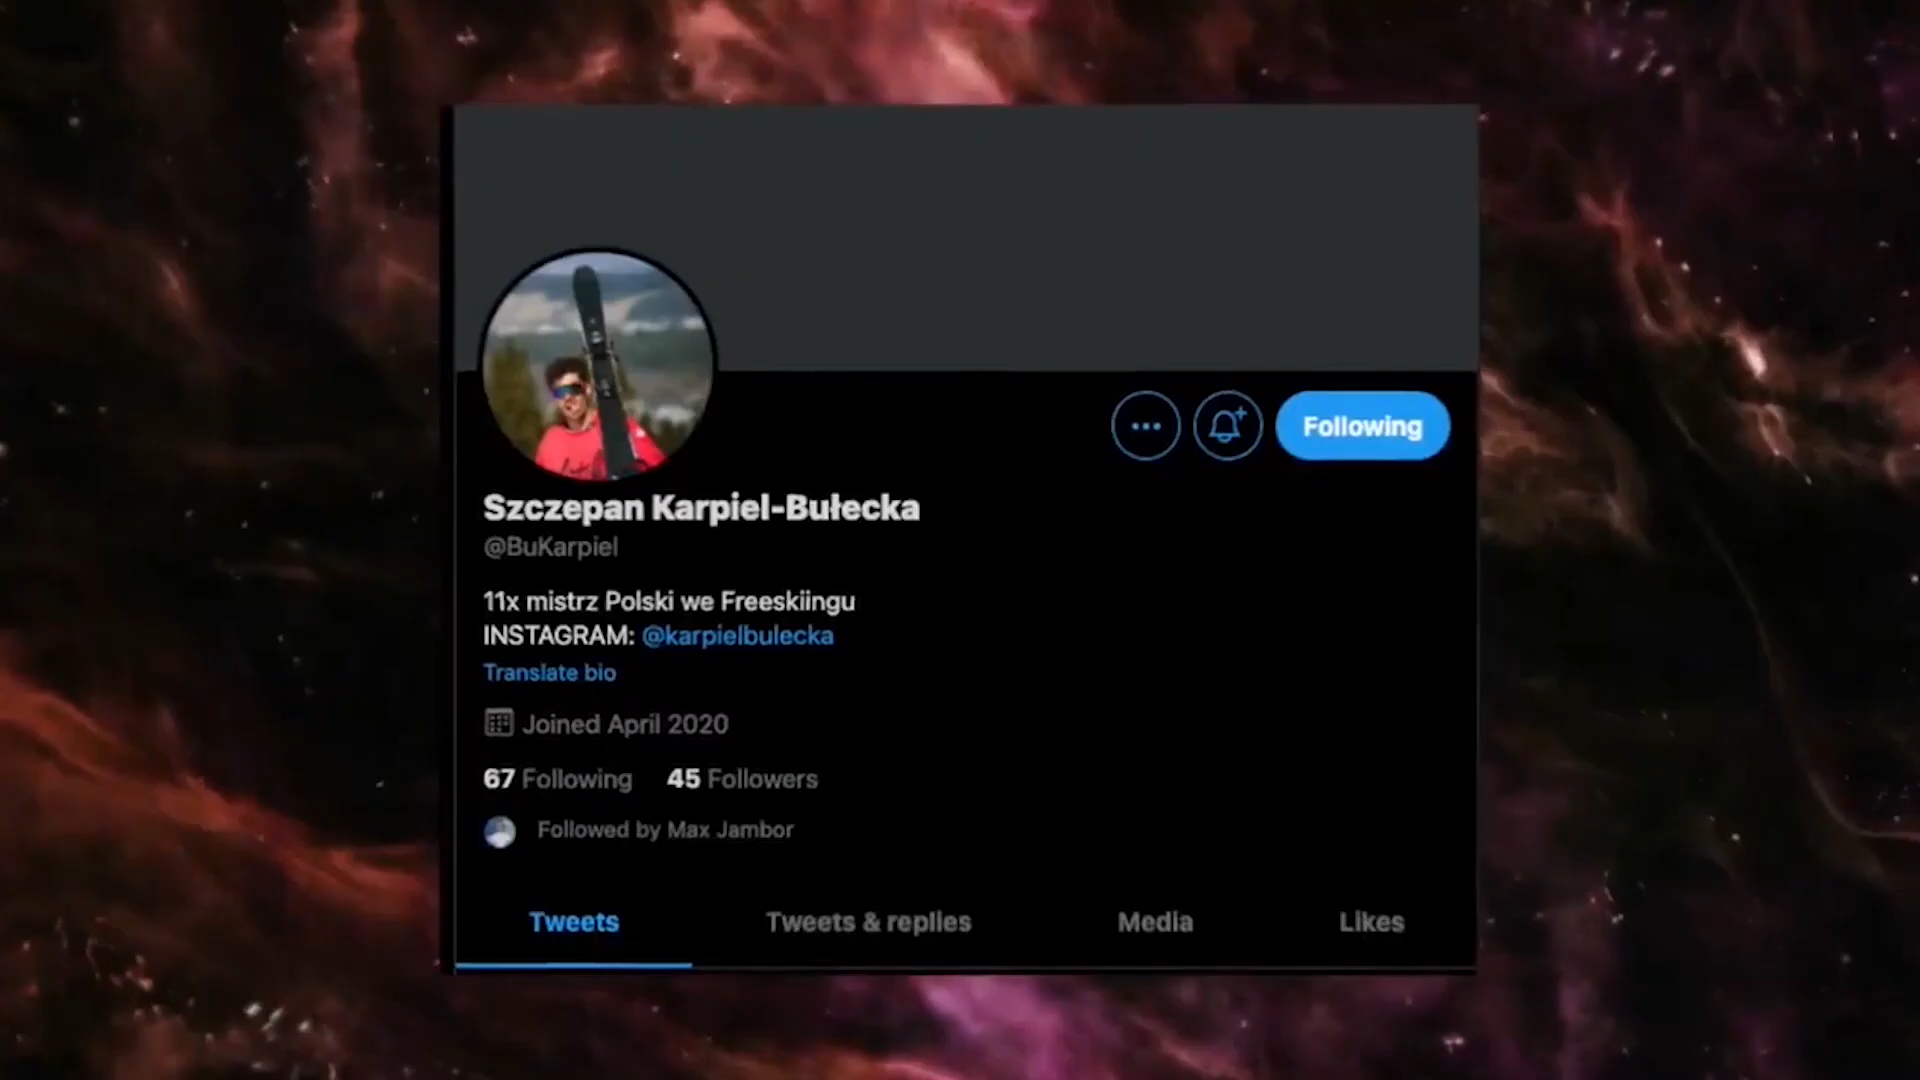 Following
Szczepan Karpiel-Bułecka
@BuKarpiel
11x mistrz Polski we Freeskiingu
INSTAGRAM: @karpielbulecka
Translate bio
Joined April 2020
67 Following 45 Followers
Followed by Max Jambor
Tweets Tweets & replies Media Likes